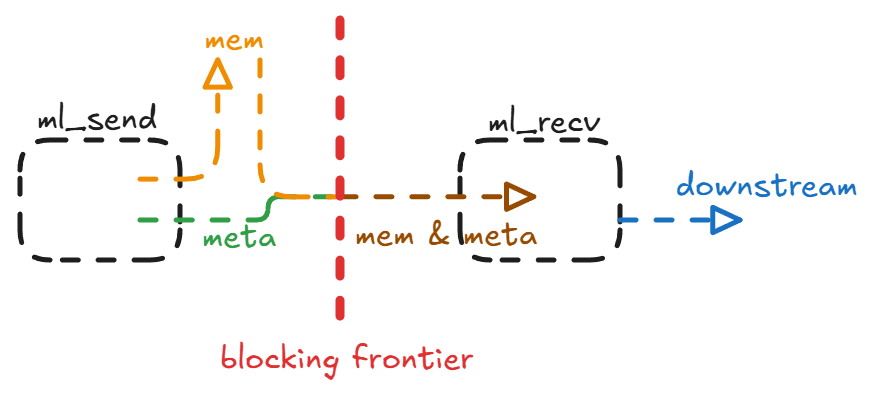 mem
ml_send
ml_recv
downstream
meta
mem & meta
blocking frontier